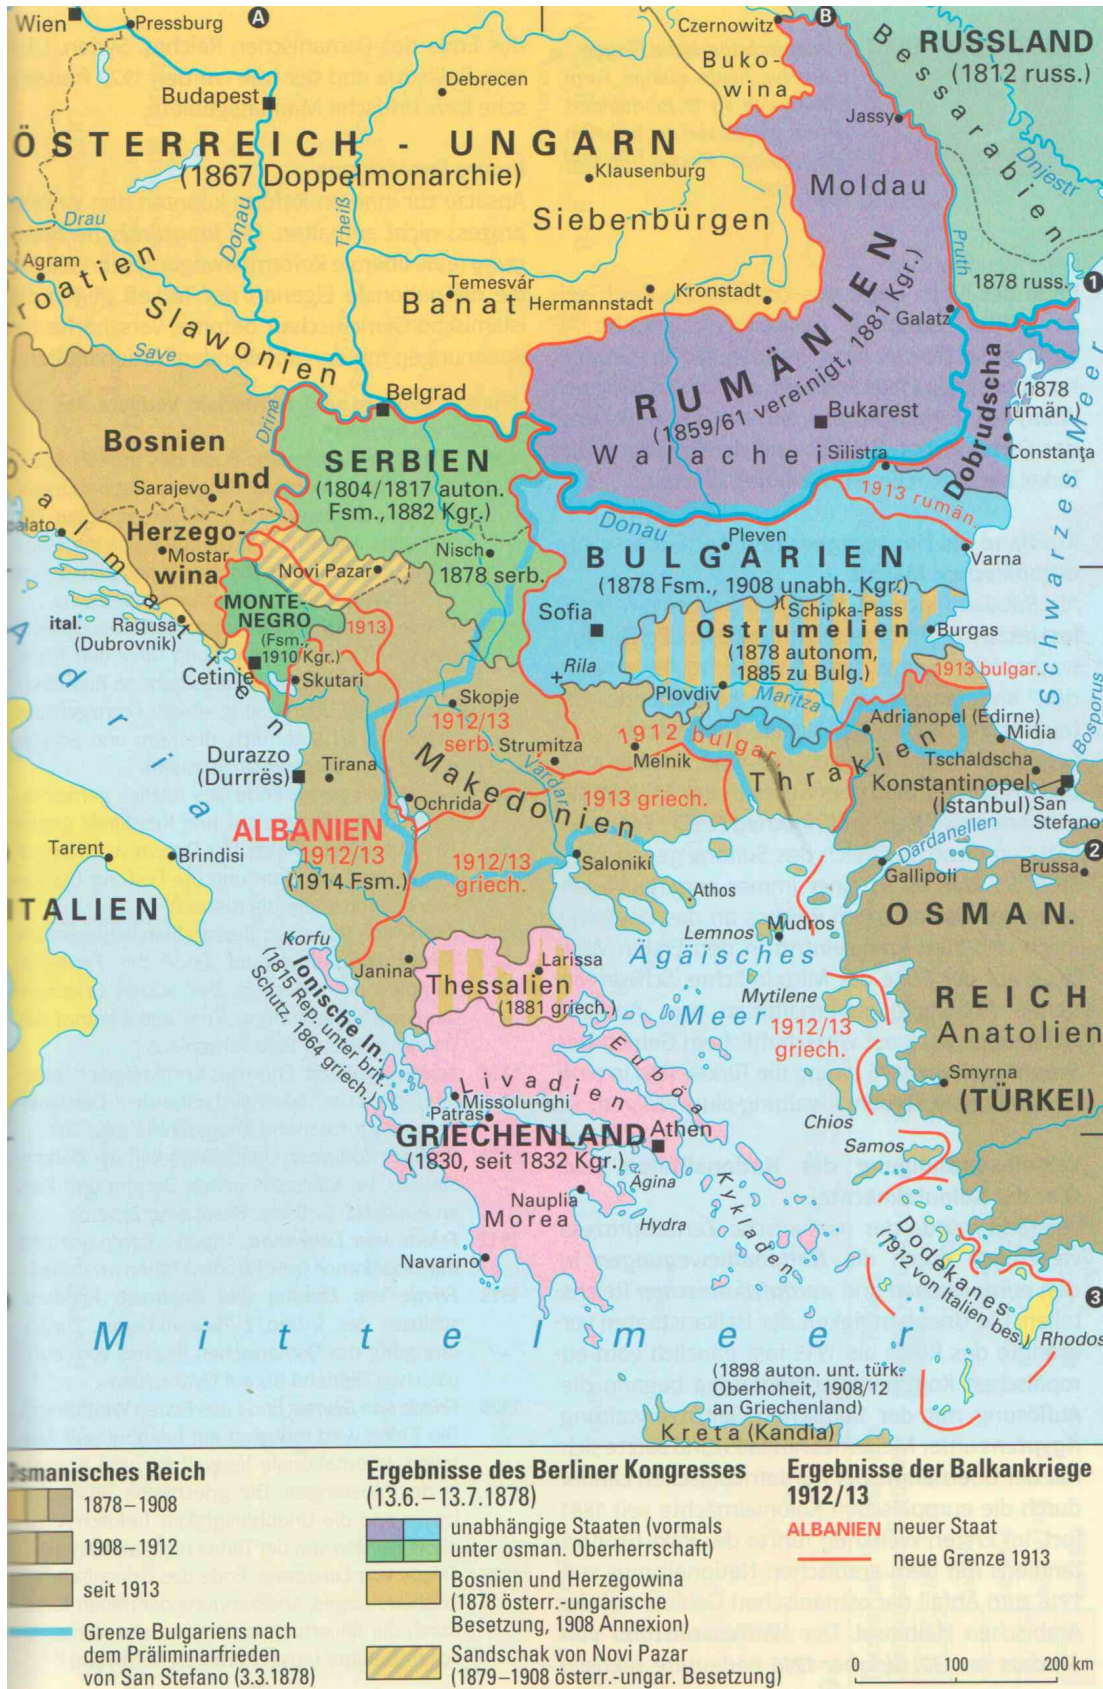 Wien
Pressburg
A
B
Czernowitz
RUSSLAND
(1812 russ.)
Bessarabien
Buko-
wina
Debrecen
Budapest
Jassy
Dnjestr
ÖSTERREICH - UNGARN
(1867 Doppelmonarchie)
Klausenburg
Moldau
Siebenbürgen
Drau
Donau
Theiß
Pruth
Agram
roatien
Slawonien
Temesvár
Banat
Hermannstadt
Kronstadt
1878 russ.
1
Galatz
RUMÄNIEN
(1859/61 vereinigt, 1881 Kgr.)
Save
Drina
Belgrad
Bukarest
Walachei
Silistra
Dobrudscha
(1878
rumän.)
Constanţa
Schwarzes Meer
Bosnien
und
Herzego-
wina
Sarajevo
Mostar
SERBIEN
(1804/1817 auton.
Fsm., 1882 Kgr.)
1913 rumän.
Donau
Pleven
Varna
BULGARIEN
(1878 Fsm., 1908 unabh. Kgr.)
Nisch
1878 serb.
Novi Pazar
alato
almatien
MONTE-
NEGRO
(Fsm.,
1910 Kgr.)
1913
ital.
Ragusa
(Dubrovnik)
Cetinje
Skutari
Sofia
Schipka-Pass
Ostrumelien
(1878 autonom,
1885 zu Bulg.)
Burgas
Rila
Plovdiv
Maritza
1913 bulgar.
Skopje
1912/13
serb.
Strumitza
1912 bulgar.
Melnik
Adrianopel (Edirne)
Midia
Bosporus
Adria
Durazzo
(Durrrës)
Tirana
Makedonien
Vardar
Thrakien
Tschaldscha
Konstantinopel
(İstanbul)
San
Stefano
Ochrida
1913 griech.
ALBANIEN
1912/13
(1914 Fsm.)
1912/13
griech.
Saloniki
Dardanellen
Gallipoli
Brussa
2
Tarent
Brindisi
ITALIEN
Athos
Lemnos
Mudros
OSMAN.
REICH
Anatolien
(TÜRKEI)
Korfu
Janina
Larissa
Thessalien
(1881 griech.)
Ägäisches
Meer
Mytilene
1912/13
griech.
Ionische In.
(1815 Rep. unter brit.
Schutz, 1864 griech.)
Euböa
Smyrna
Livadien
Missolunghi
Patras
GRIECHENLAND
(1830, seit 1832 Kgr.)
Athen
Chios
Samos
Ägina
Nauplia
Morea
Hydra
Kykladen
Navarino
Dodekanes
(1912 von Italien bes.)
3
Rhodos
Mittelmeer
(1898 auton. unt. türk.
Oberhoheit, 1908/12
an Griechenland)
Kreta (Kandia)
Osmanisches Reich
1878–1908
1908–1912
seit 1913
Grenze Bulgariens nach
dem Präliminarfrieden
von San Stefano (3.3.1878)
Ergebnisse des Berliner Kongresses
(13.6.–13.7.1878)
unabhängige Staaten (vormals
unter osman. Oberherrschaft)
Bosnien und Herzegowina
(1878 österr.-ungarische
Besetzung, 1908 Annexion)
Sandschak von Novi Pazar
(1879–1908 österr.-ungar. Besetzung)
Ergebnisse der Balkankriege
1912/13
ALBANIEN neuer Staat
neue Grenze 1913
0 100 200 km